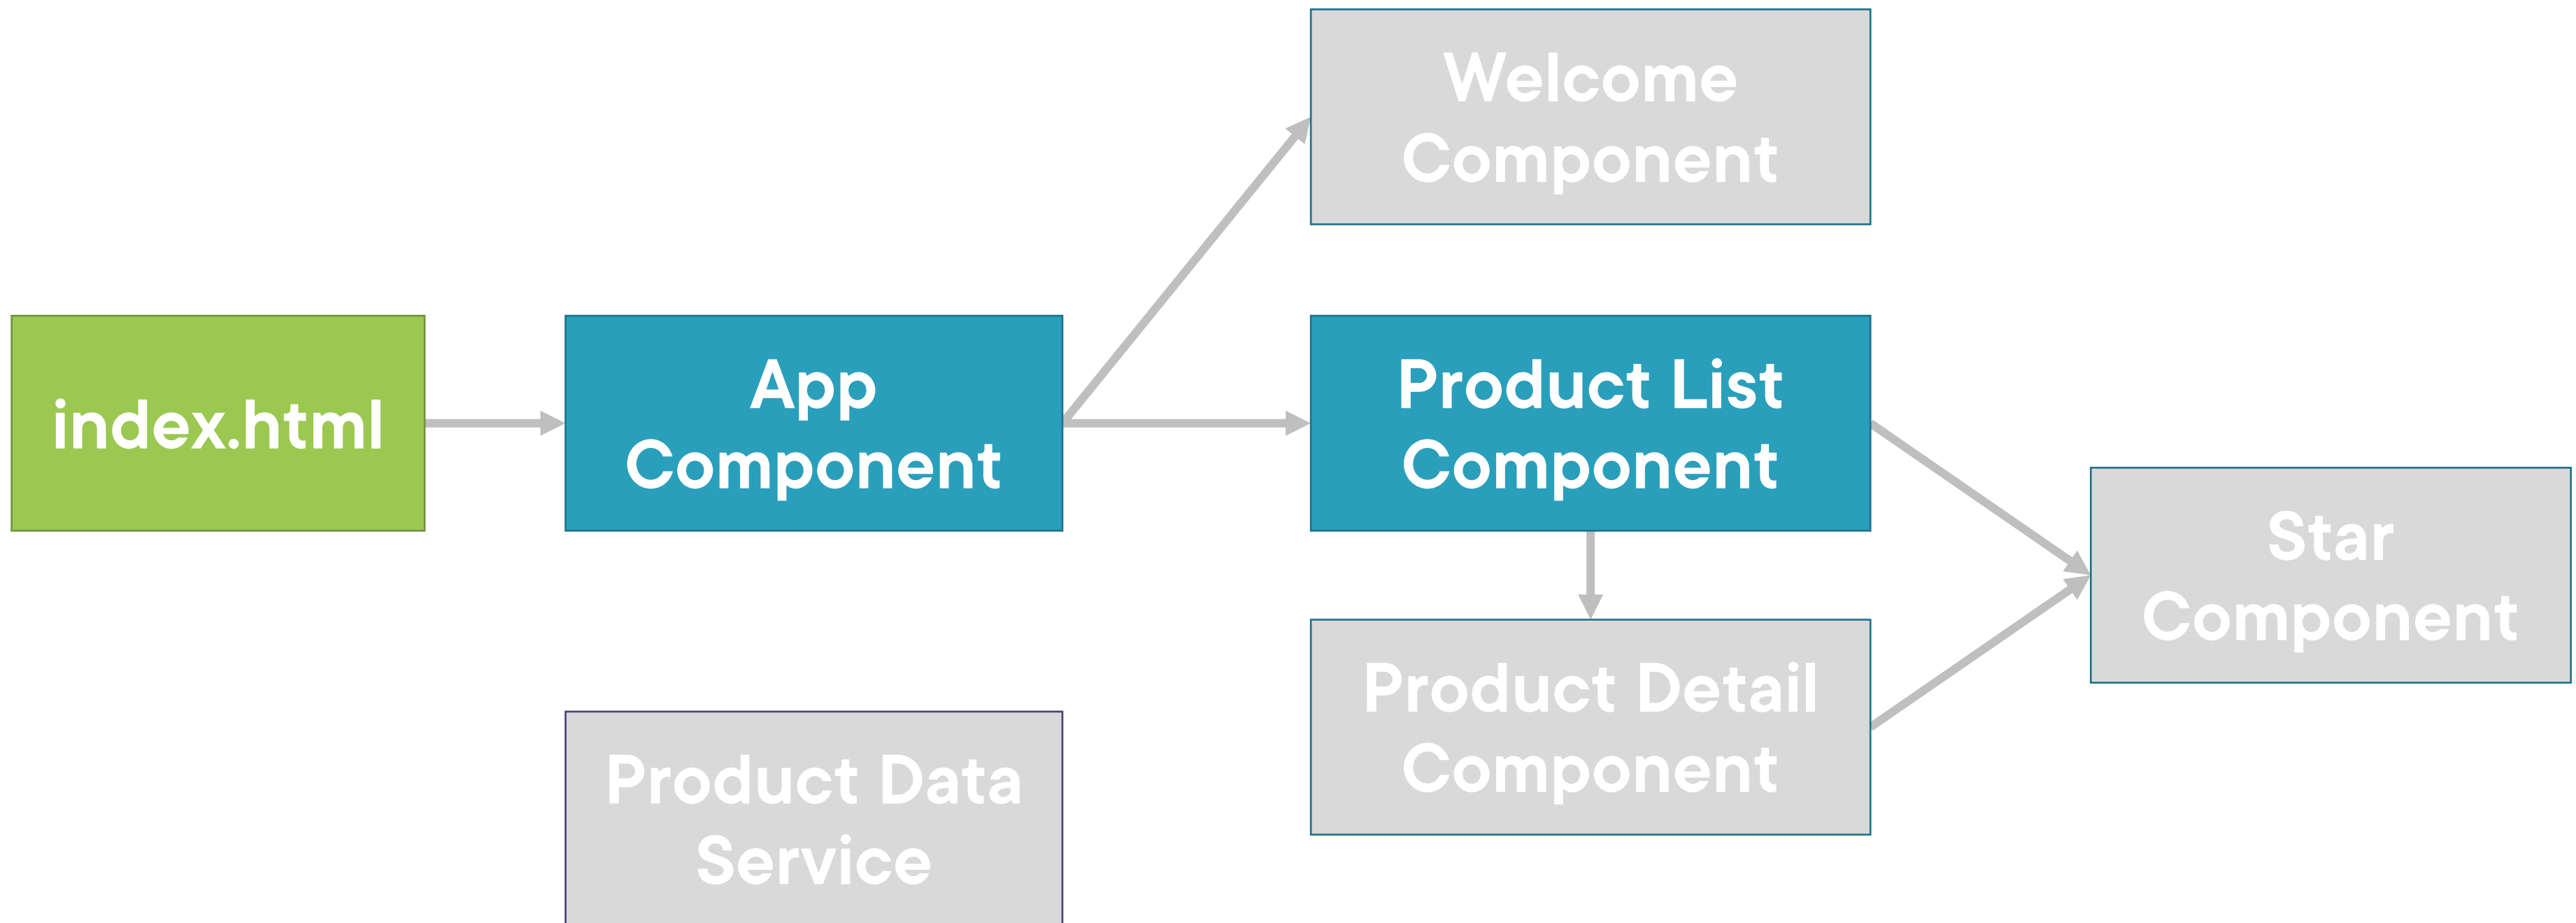 Welcome
Component
index.html
App
Component
Product List
Component
Star
Component
Product Detail
Component
Product Data
Service